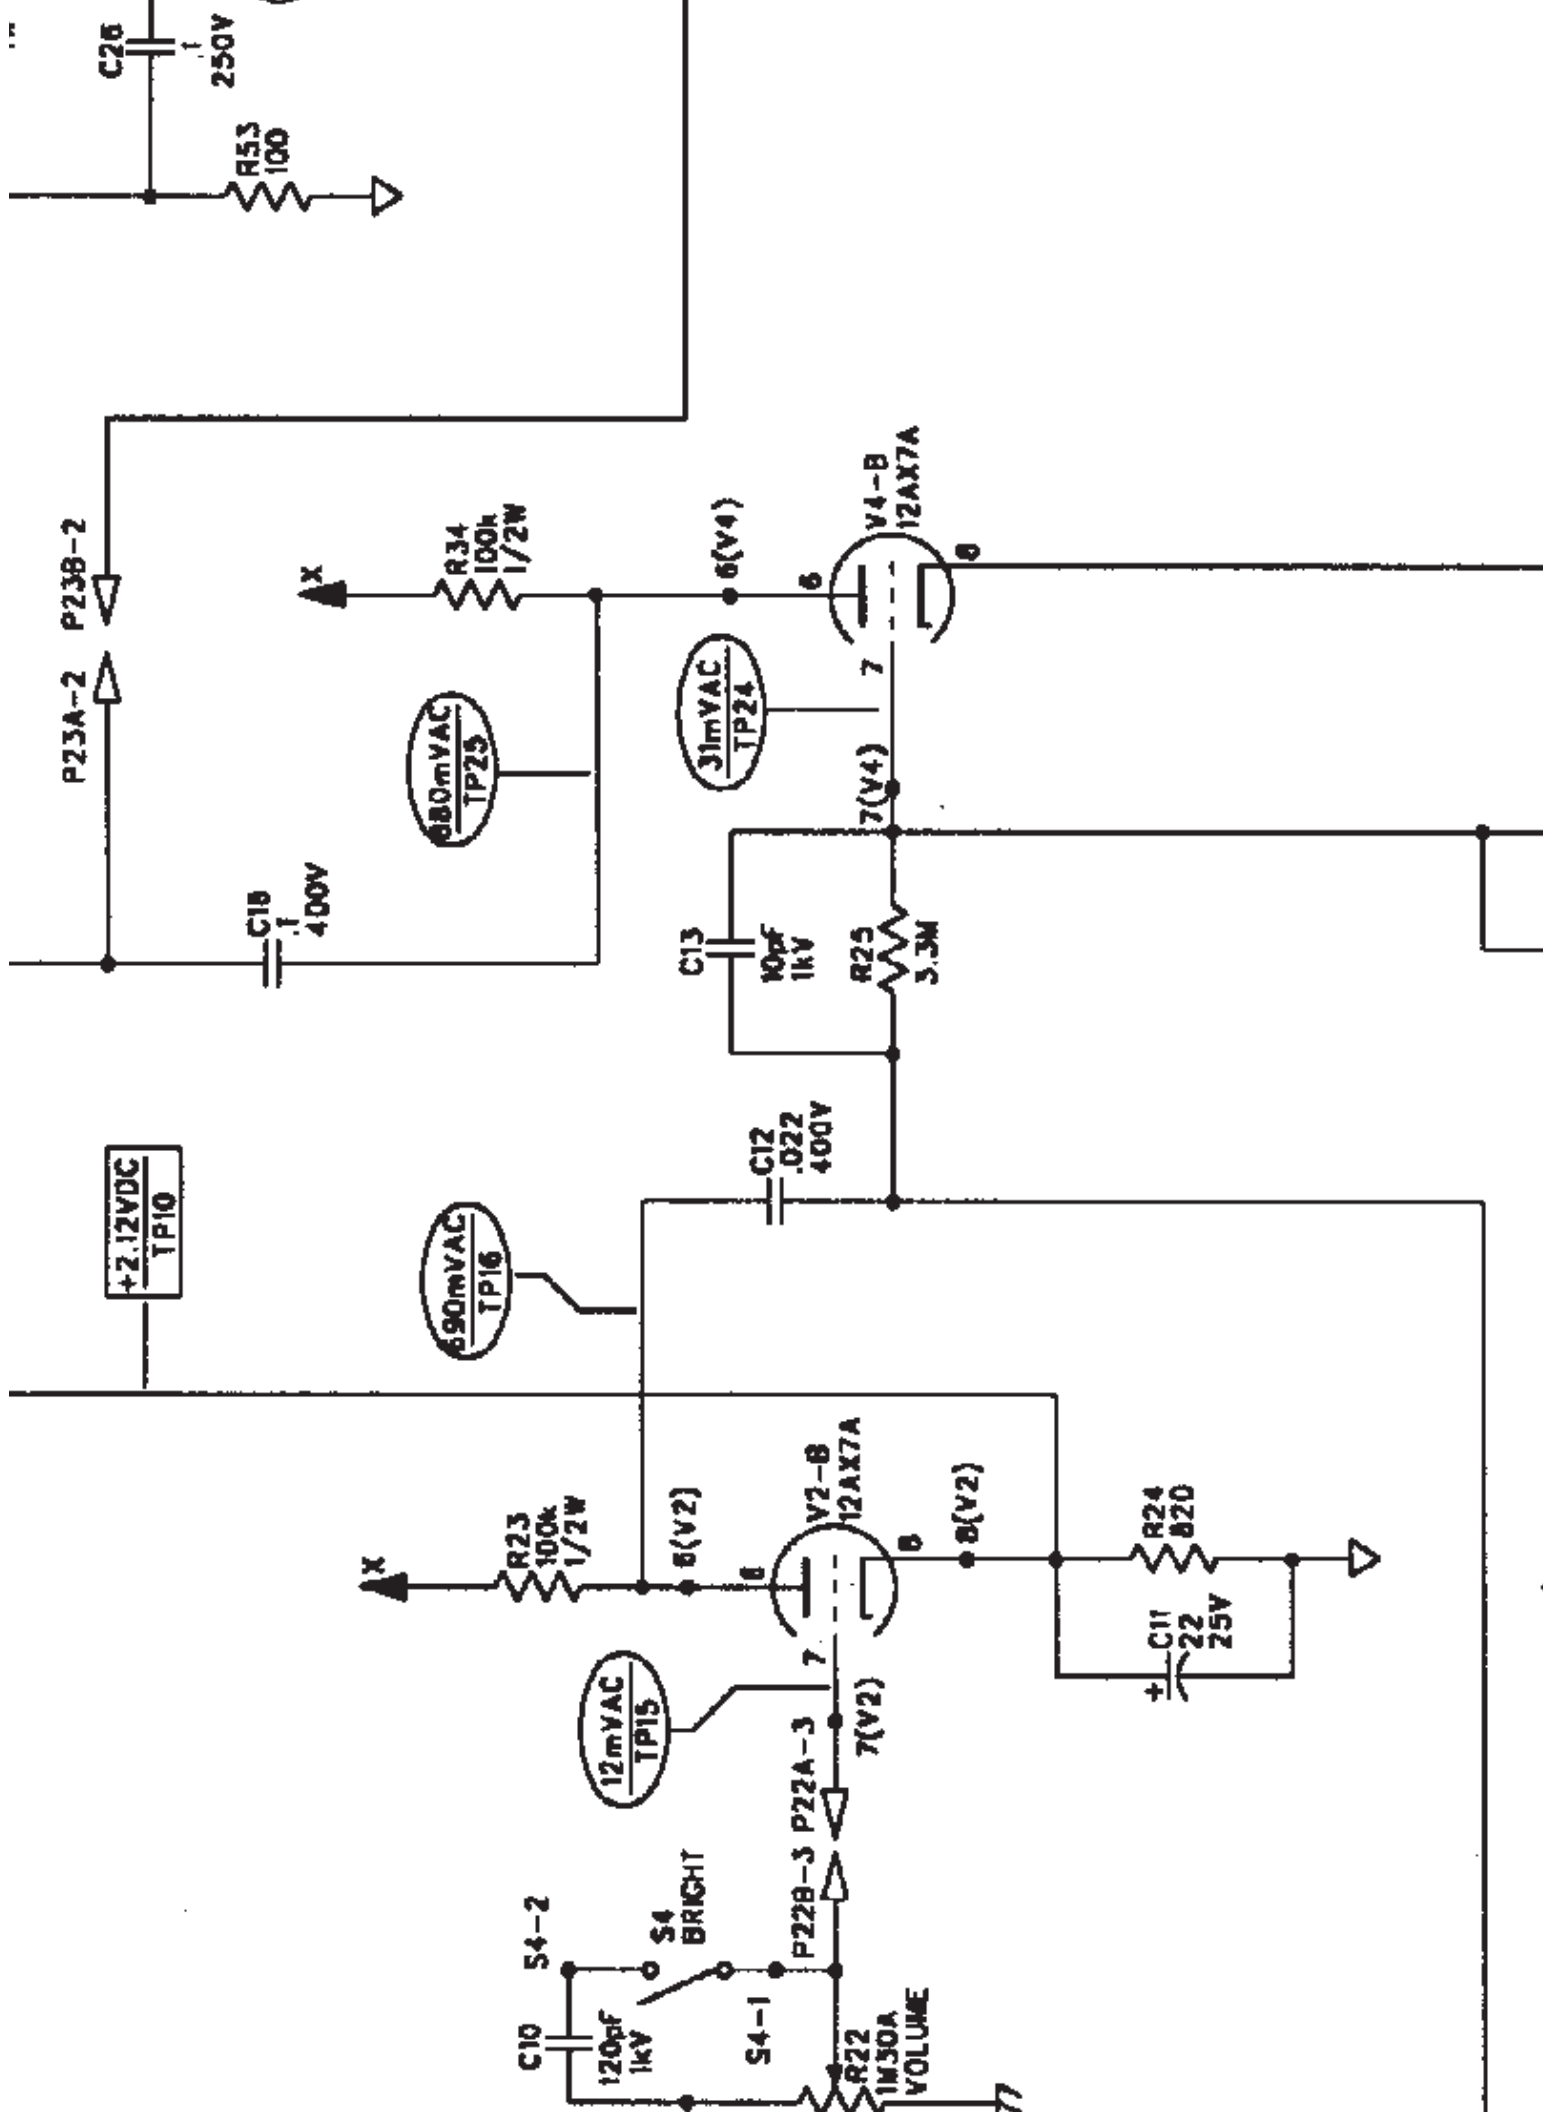 C26
.1
250V
R53
100
P23B-2
P23A-2
X
R34
100k
1/2W
6(V4)
6
V4-B
12AX7A
8
7
680mVAC
TP25
31mVAC
TP24
7(V4)
C15
.1
400V
C13
10pF
1kV
R25
3.3M
C12
.022
400V
+2.12VDC
TP10
690mVAC
TP16
X
R23
100k
1/2W
6(V2)
6
V2-B
12AX7A
8
8(V2)
7
7(V2)
R24
820
C11
22
25V
+
12mVAC
TP15
P22A-3
P22B-3
S4-2
S4
BRIGHT
S4-1
C10
120pF
1kV
R22
1M30A
VOLUME